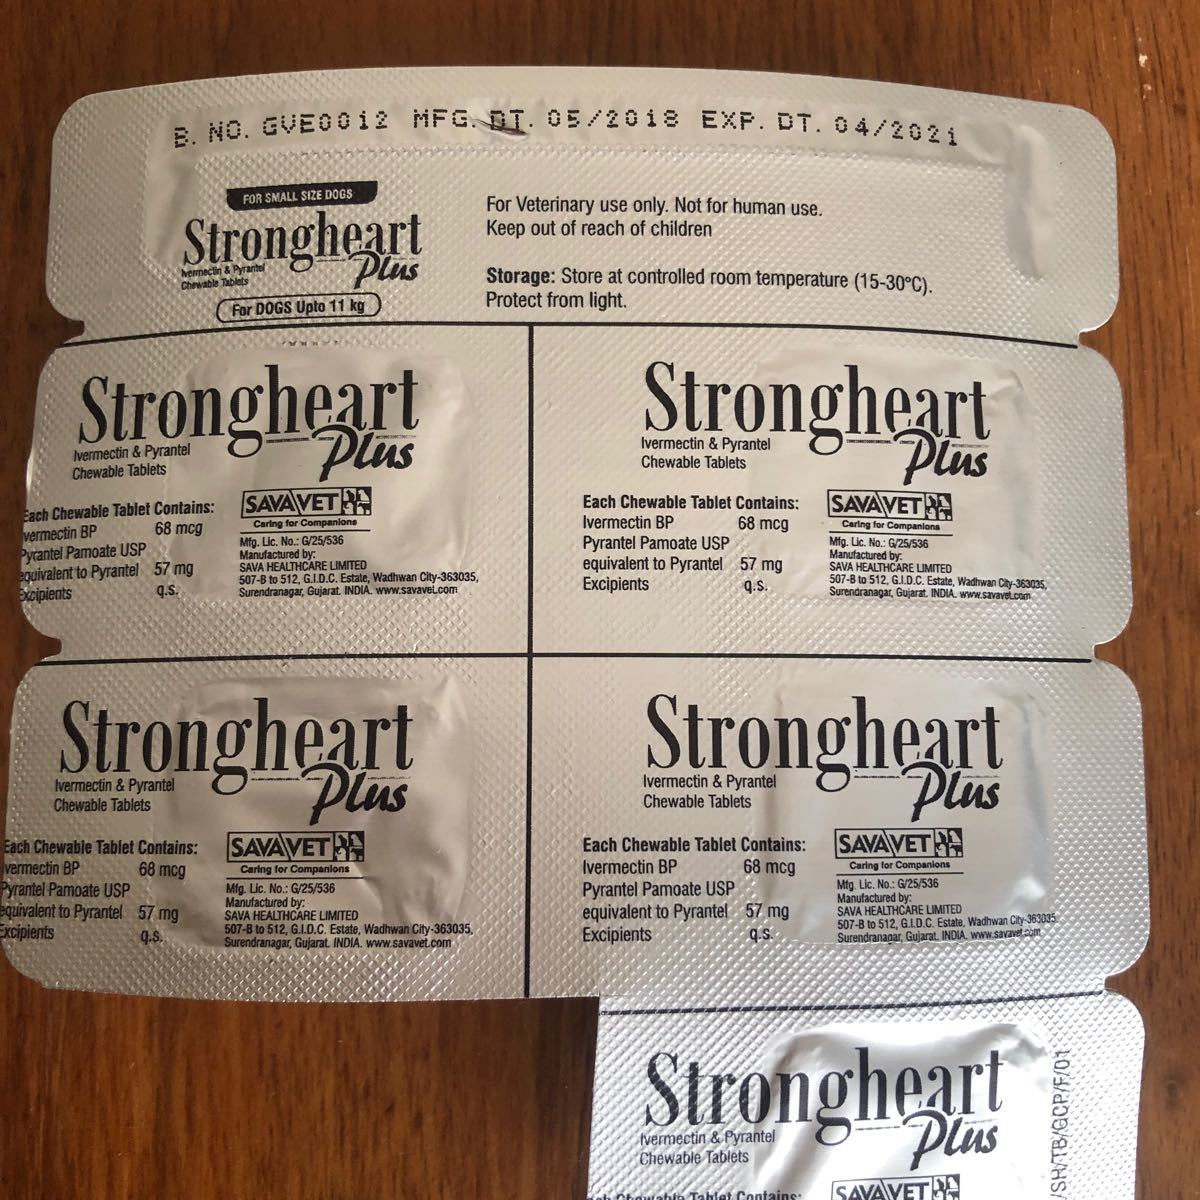 B. NO. GVE0012 MFG. DT. 05/2018 EXP. DT. 04/2021
FOR SMALL SIZE DOGS
Strongheart
Plus
Ivermectin & Pyrantel
Chewable Tablets
For DOGS Upto 11 kg
For Veterinary use only. Not for human use.
Keep out of reach of children
Storage: Store at controlled room temperature (15-30°C).
Protect from light.
Strongheart
Plus
Ivermectin & Pyrantel
Chewable Tablets
Each Chewable Tablet Contains:
Ivermectin BP 68 mcg
Pyrantel Pamoate USP
equivalent to Pyrantel 57 mg
Excipients q.s.
SAVAVET
Caring for Companions
Mfg. Lic. No.: G/25/536
Manufactured by:
SAVA HEALTHCARE LIMITED
507-B to 512, G.I.D.C. Estate, Wadhwan City-363035,
Surendranagar, Gujarat. INDIA. www.savavet.com
Strongheart
Plus
Ivermectin & Pyrantel
Chewable Tablets
Each Chewable Tablet Contains:
Ivermectin BP 68 mcg
Pyrantel Pamoate USP
equivalent to Pyrantel 57 mg
Excipients q.s.
SAVAVET
Caring for Companions
Mfg. Lic. No.: G/25/536
Manufactured by:
SAVA HEALTHCARE LIMITED
507-B to 512, G.I.D.C. Estate, Wadhwan City-363035,
Surendranagar, Gujarat. INDIA. www.savavet.com
Strongheart
Plus
Ivermectin & Pyrantel
Chewable Tablets
Each Chewable Tablet Contains:
vermectin BP 68 mcg
Pyrantel Pamoate USP
equivalent to Pyrantel 57 mg
Excipients q.s.
SAVAVET
Caring for Companions
Mfg. Lic. No.: G/25/536
Manufactured by:
SAVA HEALTHCARE LIMITED
507-B to 512, G.I.D.C. Estate, Wadhwan City-363035,
Surendranagar, Gujarat. INDIA. www.savavet.com
Strongheart
Plus
Ivermectin & Pyrantel
Chewable Tablets
Each Chewable Tablet Contains:
Ivermectin BP 68 mcg
Pyrantel Pamoate USP
equivalent to Pyrantel 57 mg
Excipients q.s.
SAVAVET
Caring for Companions
Mfg. Lic. No.: G/25/536
Manufactured by:
SAVA HEALTHCARE LIMITED
507-B to 512, G.I.D.C. Estate, Wadhwan City-363035,
Surendranagar, Gujarat. INDIA. www.savavet.com
Strongheart
Plus
Ivermectin & Pyrantel
Chewable Tablets
Chewable Tablet Contains:
SAVAVET
/SH/TB/GCP/F/01